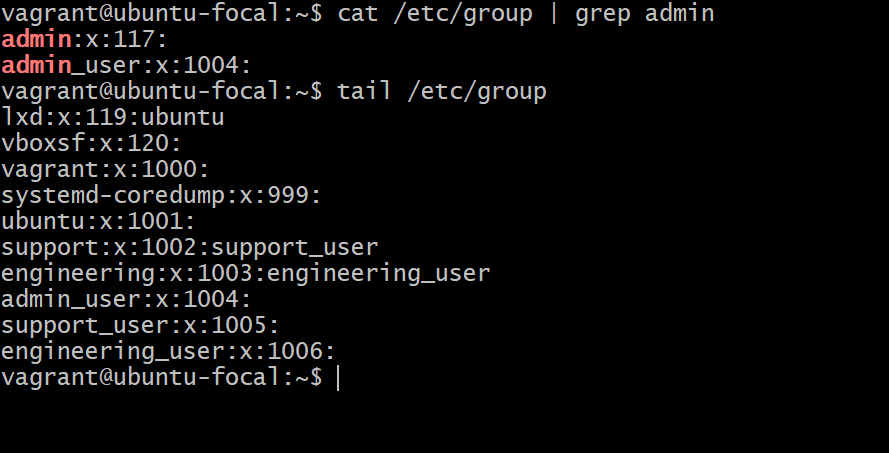 vagrant@ubuntu-focal:~$ cat /etc/group | grep admin
admin:x:117:
admin_user:x:1004:
vagrant@ubuntu-focal:~$ tail /etc/group
lxd:x:119:ubuntu
vboxsf:x:120:
vagrant:x:1000:
systemd-coredump:x:999:
ubuntu:x:1001:
support:x:1002:support_user
engineering:x:1003:engineering_user
admin_user:x:1004:
support_user:x:1005:
engineering_user:x:1006:
vagrant@ubuntu-focal:~$